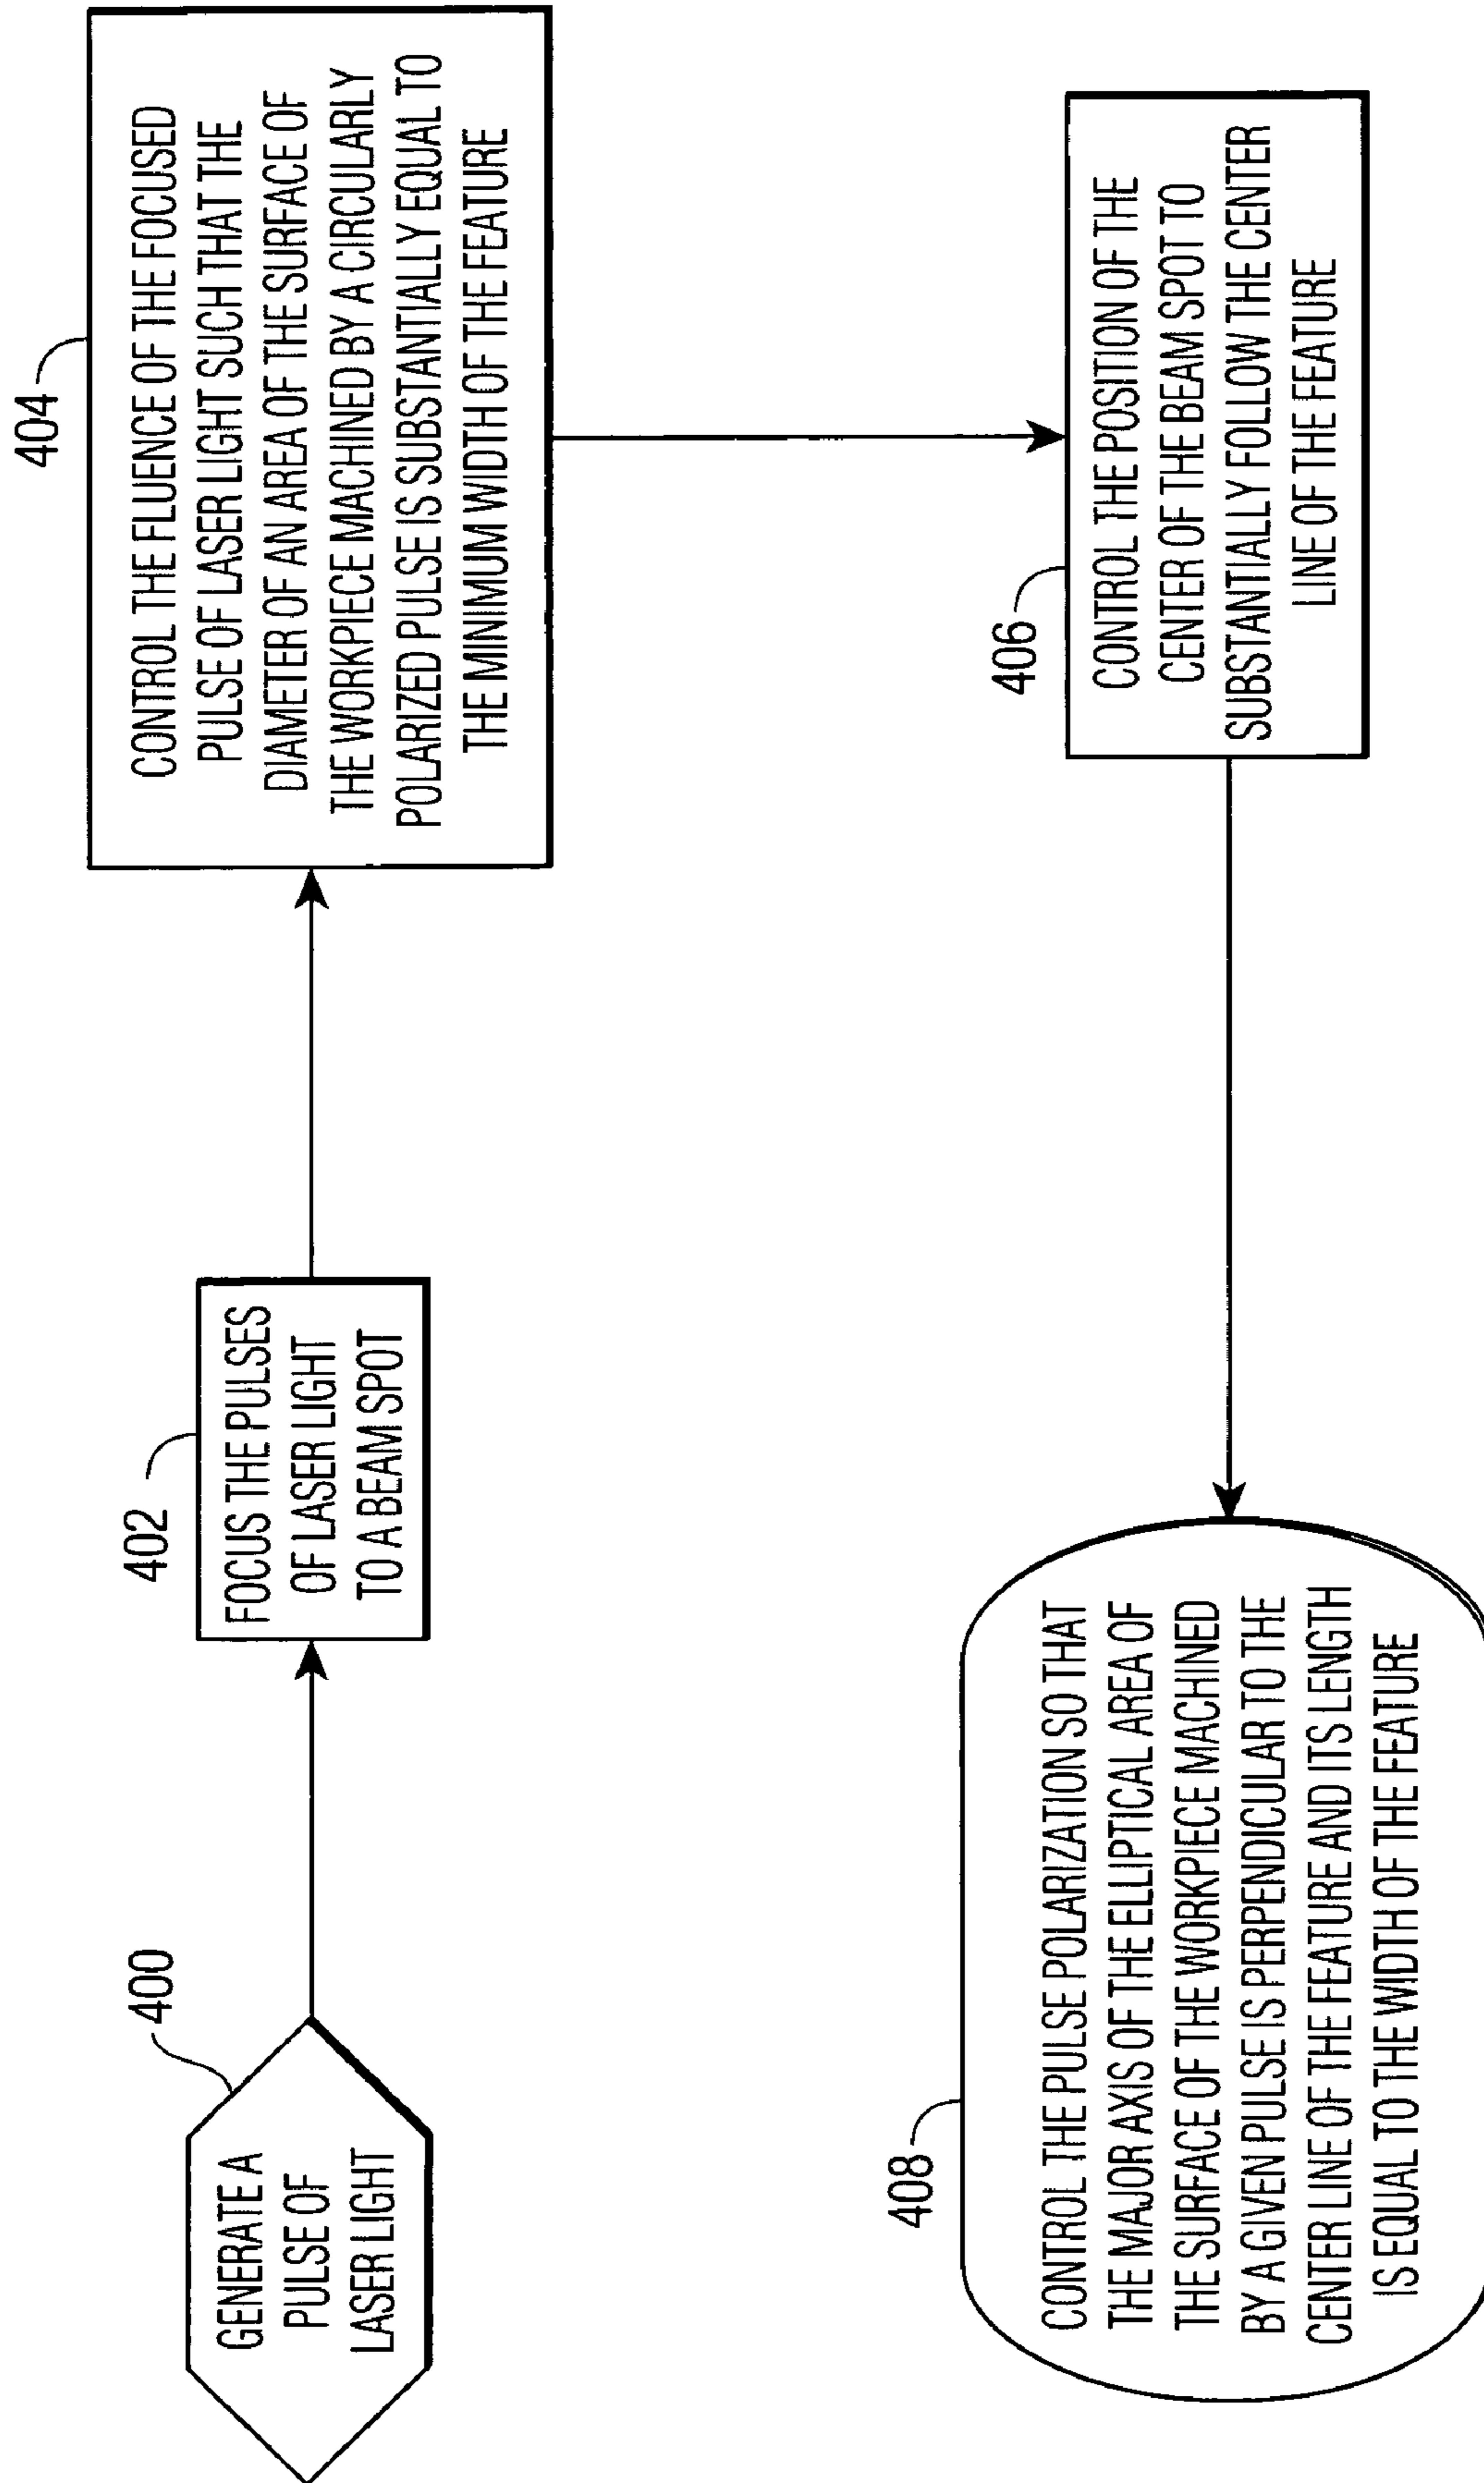 400
GENERATE A
PULSE OF
LASER LIGHT
402
FOCUS THE PULSES
OF LASER LIGHT
TO A BEAM SPOT
404
CONTROL THE FLUENCE OF THE FOCUSED
PULSE OF LASER LIGHT SUCH THAT THE
DIAMETER OF AN AREA OF THE SURFACE OF
THE WORKPIECE MACHINED BY A CIRCULARLY
POLARIZED PULSE IS SUBSTANTIALLY EQUAL TO
THE MINIMUM WIDTH OF THE FEATURE
406
CONTROL THE POSITION OF THE
CENTER OF THE BEAM SPOT TO
SUBSTANTIALLY FOLLOW THE CENTER
LINE OF THE FEATURE
408
CONTROL THE PULSE POLARIZATION SO THAT
THE MAJOR AXIS OF THE ELLIPTICAL AREA OF
THE SURFACE OF THE WORKPIECE MACHINED
BY A GIVEN PULSE IS PERPENDICULAR TO THE
CENTER LINE OF THE FEATURE AND ITS LENGTH
IS EQUAL TO THE WIDTH OF THE FEATURE